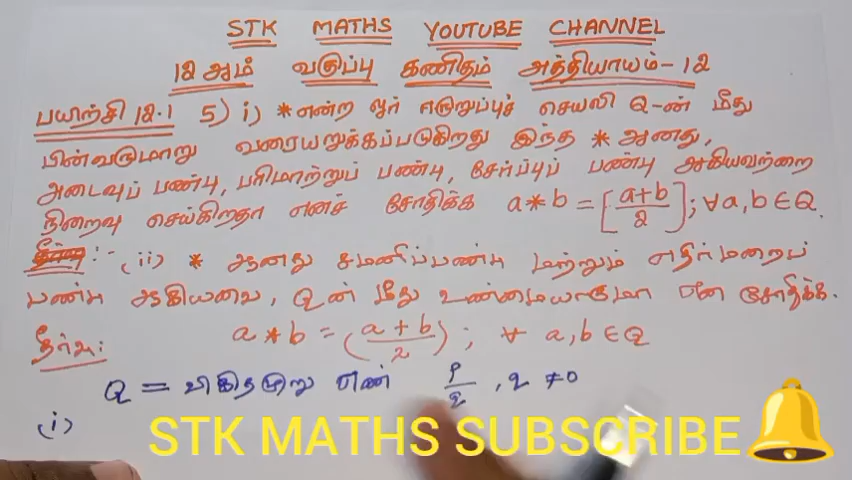 STK MATHS YOUTUBE CHANNEL
12 ஆம் வகுப்பு கணிதம் அத்தியாயம் - 12
பயிற்சி 12.1 5) i) * என்ற ஓர் ஈருறுப்புச் செயலி Q-ன் மீது
பின்வருமாறு வரையறுக்கப்படுகிறது இந்த * ஆனது,
அடைவுப் பண்பு, பரிமாற்றுப் பண்பு, சேர்ப்புப் பண்பு ஆகியவற்றை
நிறைவு செய்கிறதா எனச் சோதிக்க a * b = [a+b/2]; ∀a, b ∈ Q.
:- (ii) * ஆனது சமனிப்பண்பு மற்றும் எதிர்மறைப்
பண்பு ஆகியவை, Q ன் மீது உண்மையாகுமா என சோதிக்க.
தீர்வு: a * b = (a+b/2); ∀ a, b ∈ Q
Q = விகிதமுறு எண் p/q, q ≠ 0
(i)
STK MATHS SUBSCRIBE